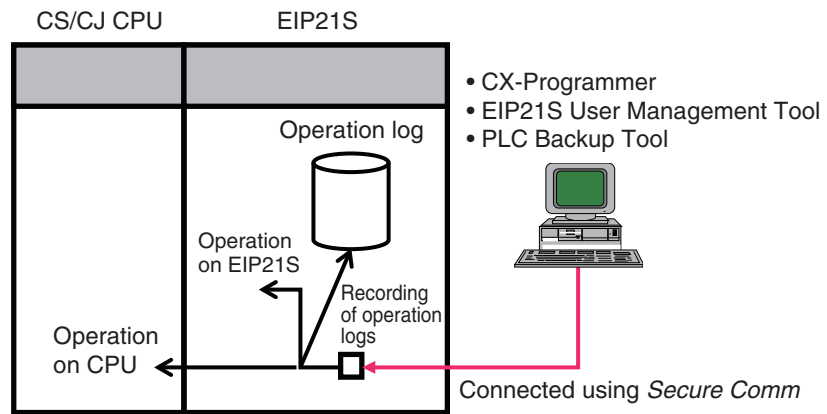 CS/CJ CPU
EIP21S
• CX-Programmer
• EIP21S User Management Tool
• PLC Backup Tool
Operation log
Operation
on EIP21S
Recording
of operation
logs
Operation
on CPU
Connected using Secure Comm